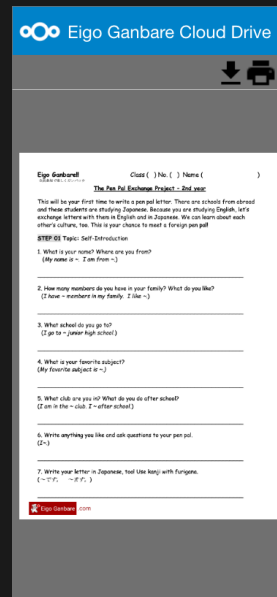 Eigo Ganbare Cloud Drive
Eigo Ganbare!! Class ( ) No. ( ) Name ( )
The Pen Pal Exchange Project - 2nd year
This will be your first time to write a pen pal letter. There are schools from abroad
and these students are studying Japanese. Because you are studying English, let's
exchange letters with them in English and in Japanese. We can learn about each
other's culture, too. This is your chance to meet a foreign pen pal!
STEP 01 Topic: Self-Introduction
1. What is your name? Where are you from?
(My name is ~. I am from ~.)
2. How many members do you have in your family? What do you like?
(I have ~ members in my family. I like ~.)
3. What school do you go to?
(I go to ~ junior high school.)
4. What is your favorite subject?
(My favorite subject is ~.)
5. What club are you in? What do you do after school?
(I am in the ~ club. I ~ after school.)
6. Write anything you like and ask questions to your pen pal.
(I~.)
7. Write your letter in Japanese, too! Use kanji with furigana.
(~です。 ~ます。)
Eigo Ganbare .com